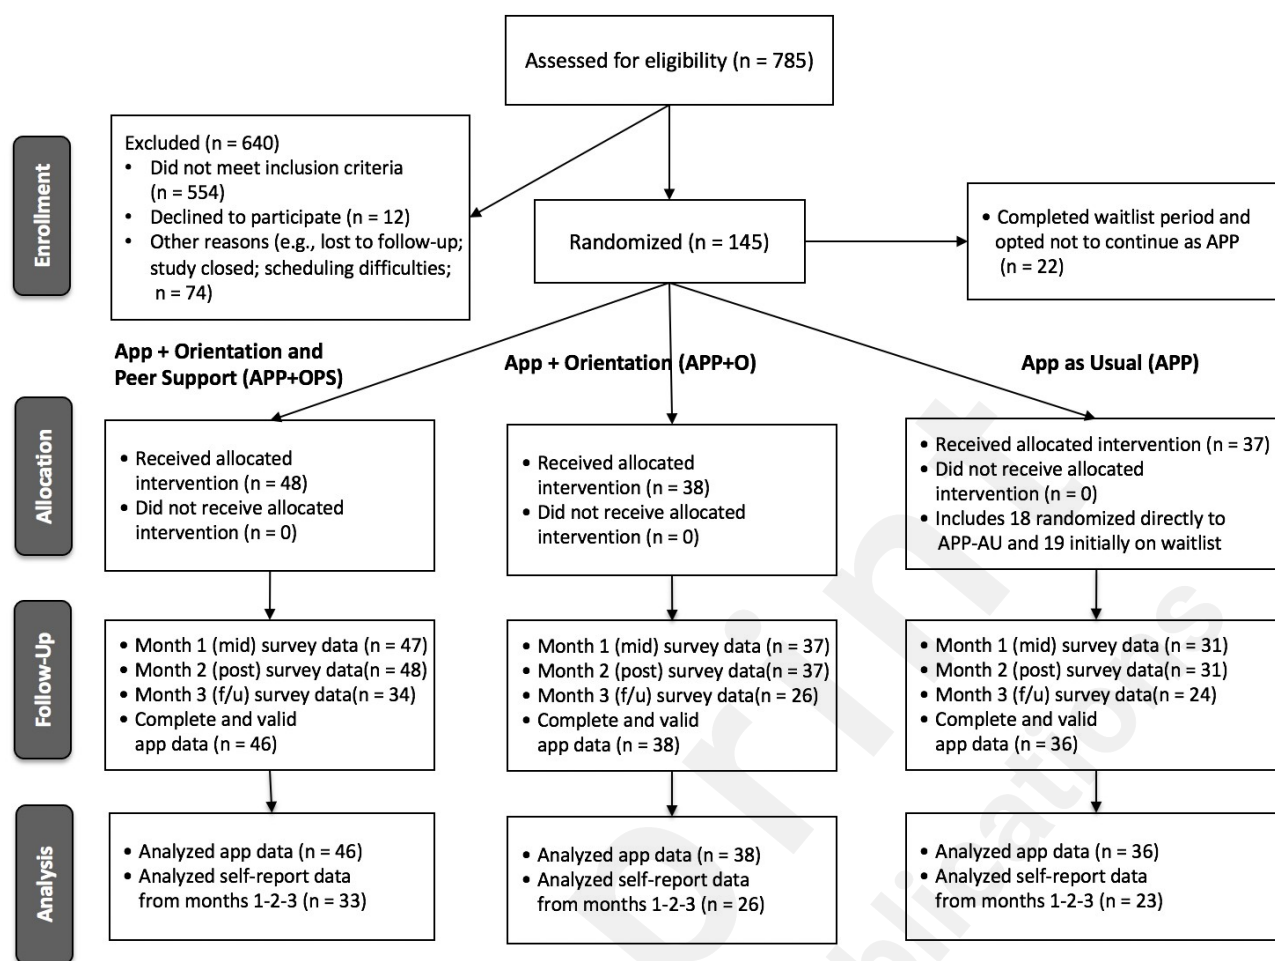 Assessed for eligibility (n = 785)
Enrollment
Excluded (n = 640)
• Did not meet inclusion criteria
(n = 554)
• Declined to participate (n = 12)
• Other reasons (e.g., lost to follow-up;
study closed; scheduling difficulties;
n = 74)
Randomized (n = 145)
• Completed waitlist period and
opted not to continue as APP
(n = 22)
App + Orientation and
Peer Support (APP+OPS)
App + Orientation (APP+O)
App as Usual (APP)
Allocation
• Received allocated
intervention (n = 48)
• Did not receive allocated
intervention (n = 0)
• Received allocated
intervention (n = 38)
• Did not receive allocated
intervention (n = 0)
• Received allocated intervention (n = 37)
• Did not receive allocated
intervention (n = 0)
• Includes 18 randomized directly to
APP-AU and 19 initially on waitlist
Follow-Up
• Month 1 (mid) survey data (n = 47)
• Month 2 (post) survey data (n = 48)
• Month 3 (f/u) survey data(n = 34)
• Complete and valid
app data (n = 46)
• Month 1 (mid) survey data (n = 37)
• Month 2 (post) survey data(n = 37)
• Month 3 (f/u) survey data(n = 26)
• Complete and valid
app data (n = 38)
• Month 1 (mid) survey data (n = 31)
• Month 2 (post) survey data (n = 31)
• Month 3 (f/u) survey data(n = 24)
• Complete and valid
app data (n = 36)
Analysis
• Analyzed app data (n = 46)
• Analyzed self-report data
from months 1-2-3 (n = 33)
• Analyzed app data (n = 38)
• Analyzed self-report data
from months 1-2-3 (n = 26)
• Analyzed app data (n = 36)
• Analyzed self-report data
from months 1-2-3 (n = 23)